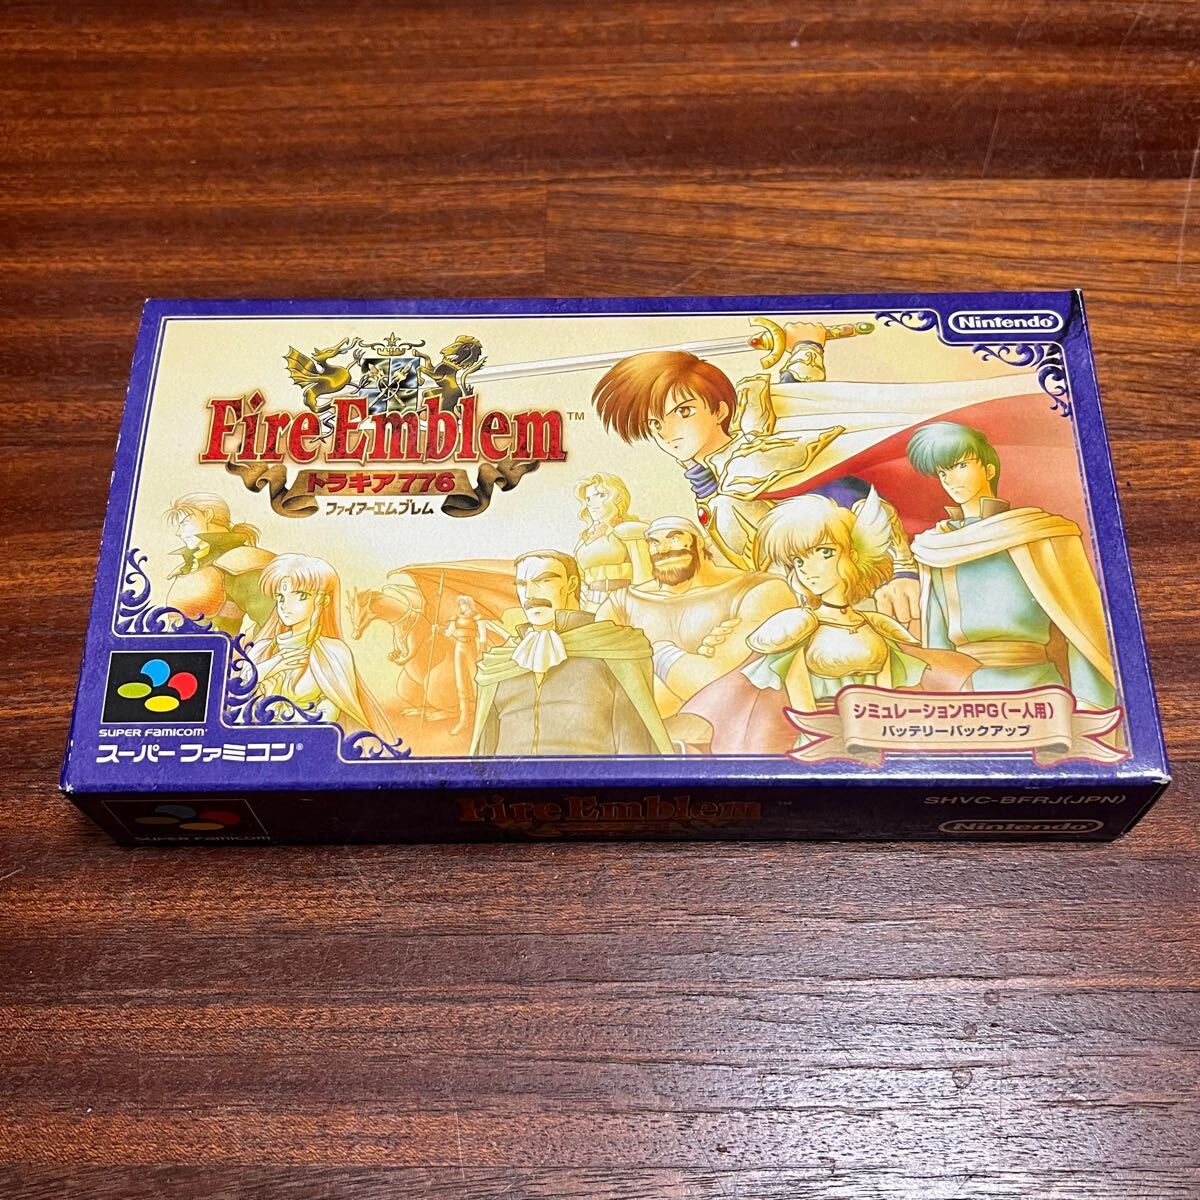 Nintendo®
Fire Emblem™
トラキア776
ファイアーエムブレム
シミュレーションRPG(一人用)
バッテリーバックアップ
SUPER FAMICOM
スーパーファミコン®
SUPER FAMICOM
Fire Emblem™
SHVC-BFRJ(JPN)
Nintendo